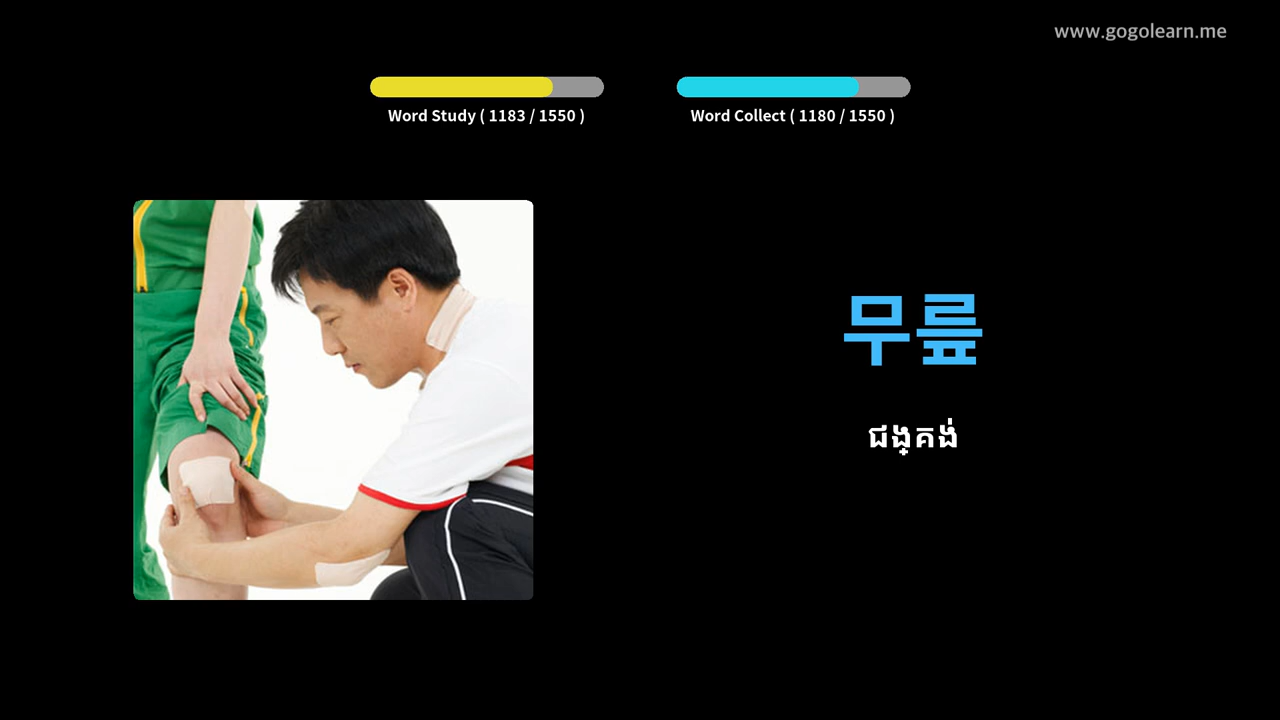 www.gogolearn.me
Word Study ( 1183 / 1550 )
Word Collect ( 1180 / 1550 )
무릎
ជង្គង់